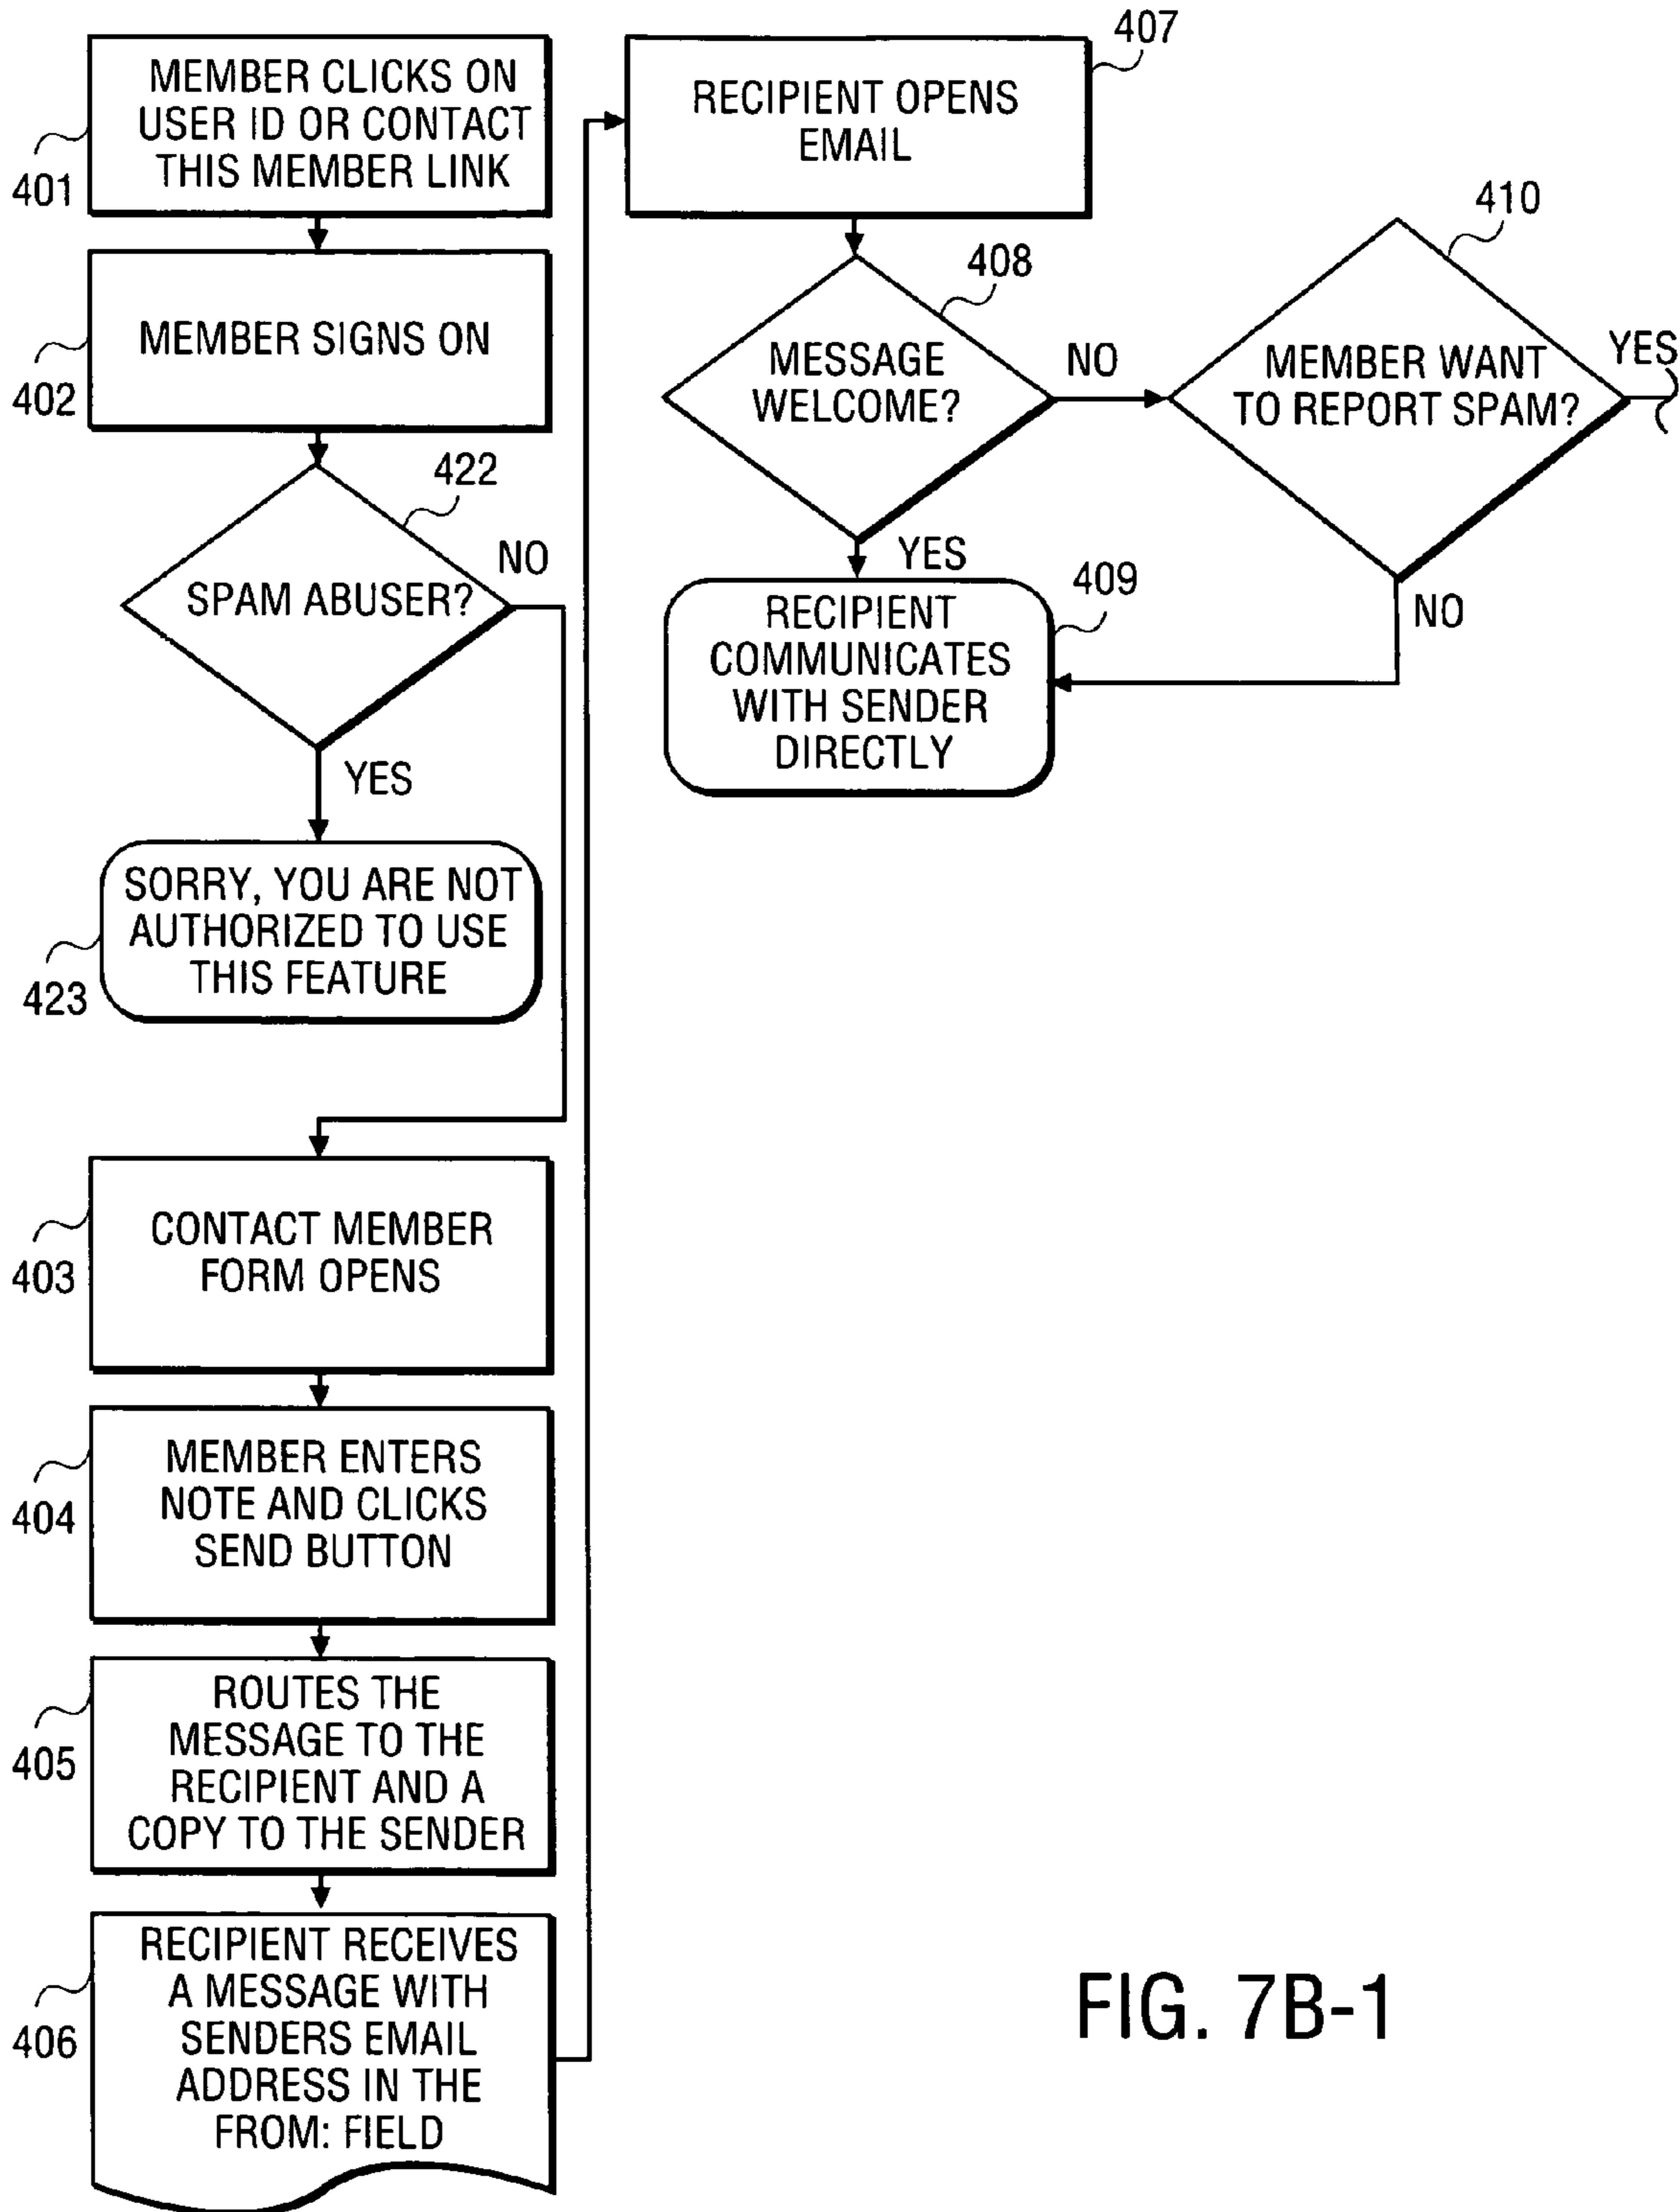 MEMBER CLICKS ON
USER ID OR CONTACT
THIS MEMBER LINK
401
MEMBER SIGNS ON
402
422
SPAM ABUSER?
NO
YES
SORRY, YOU ARE NOT
AUTHORIZED TO USE
THIS FEATURE
423
CONTACT MEMBER
FORM OPENS
403
MEMBER ENTERS
NOTE AND CLICKS
SEND BUTTON
404
ROUTES THE
MESSAGE TO THE
RECIPIENT AND A
COPY TO THE SENDER
405
RECIPIENT RECEIVES
A MESSAGE WITH
SENDERS EMAIL
ADDRESS IN THE
FROM: FIELD
406
407
RECIPIENT OPENS
EMAIL
408
MESSAGE
WELCOME?
NO
YES
409
RECIPIENT
COMMUNICATES
WITH SENDER
DIRECTLY
410
MEMBER WANT
TO REPORT SPAM?
YES
NO
FIG. 7B-1